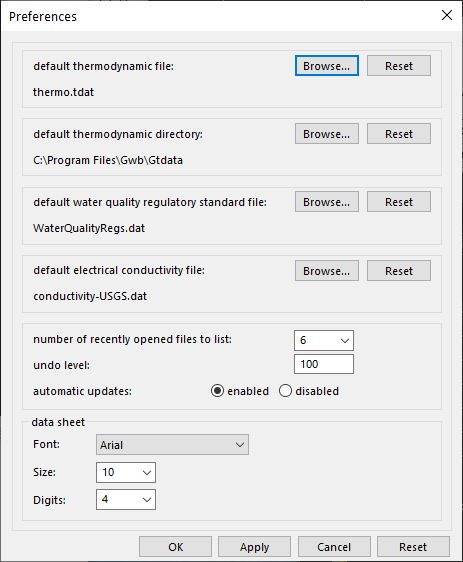 Preferences
default thermodynamic file:
Browse...
Reset
thermo.tdat
default thermodynamic directory:
Browse...
Reset
C:\Program Files\Gwb\Gtdata
default water quality regulatory standard file:
Browse...
Reset
WaterQualityRegs.dat
default electrical conductivity file:
Browse...
Reset
conductivity-USGS.dat
number of recently opened files to list:
6
undo level:
100
automatic updates:
enabled
disabled
data sheet
Font:
Arial
Size:
10
Digits:
4
OK
Apply
Cancel
Reset